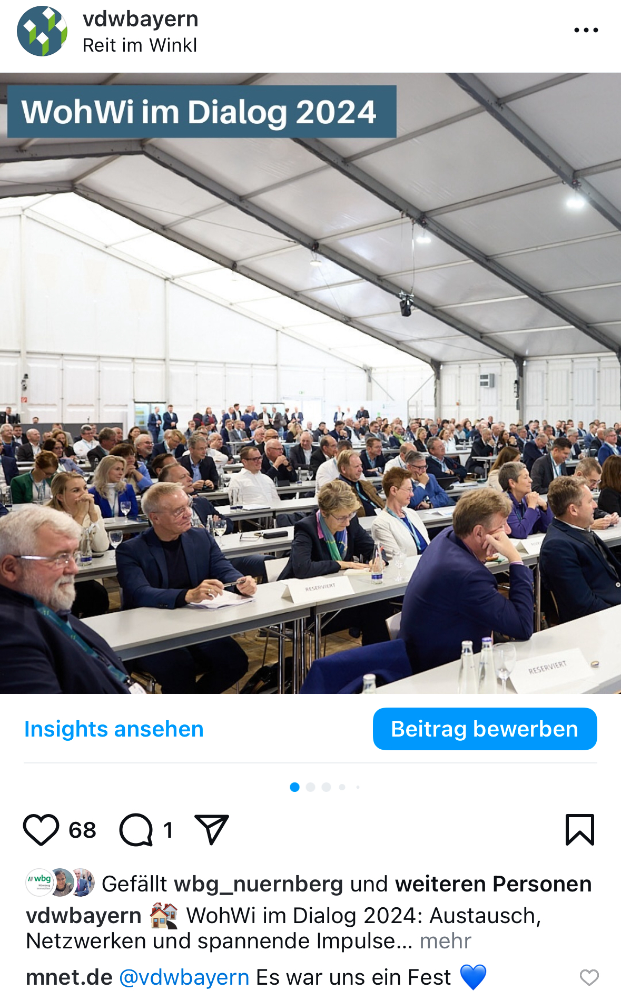 vdwbayern
Reit im Winkl
WohWi im Dialog 2024
RESERVIERT
RESERVIERT
Insights ansehen
Beitrag bewerben
68
1
wbg
Nürnberg
Immobilien
Gefällt wbg_nuernberg und weiteren Personen
vdwbayern 🏘️ WohWi im Dialog 2024: Austausch,
Netzwerken und spannende Impulse... mehr
mnet.de @vdwbayern Es war uns ein Fest 💙